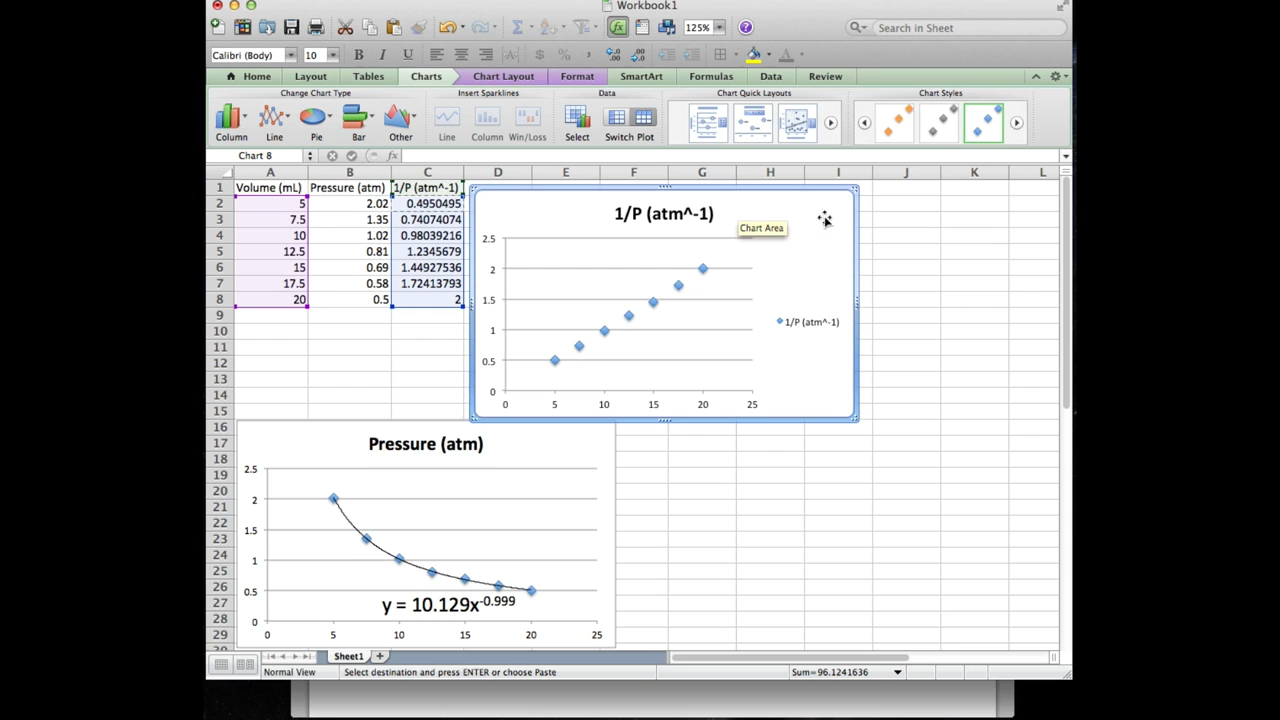 Workbook1
125%
Search in Sheet
Calibri (Body) 10 B I U
Home Layout Tables Charts Chart Layout Format SmartArt Formulas Data Review
Change Chart Type Insert Sparklines Data Chart Quick Layouts Chart Styles
Column Line Pie Bar Other Line Column Win/Loss Select Switch Plot
Chart 8 fx
A B C D E F G H I J K L
1 Volume (mL) Pressure (atm) 1/P (atm^-1)
2 5 2.02 0.4950495
3 7.5 1.35 0.74074074
4 10 1.02 0.98039216
5 12.5 0.81 1.2345679
6 15 0.69 1.44927536
7 17.5 0.58 1.72413793
8 20 0.5 2
9
10
11
12
13
14
15
16
17
18
19
20
21
22
23
24
25
26
27
28
29
1/P (atm^-1)
Chart Area
2.5
2
1.5
1
0.5
0
0 5 10 15 20 25
1/P (atm^-1)
Pressure (atm)
2.5
2
1.5
1
0.5
0
y = 10.129x^-0.999
0 5 10 15 20 25
Sheet1
Normal View Select destination and press ENTER or choose Paste Sum=96.1241636